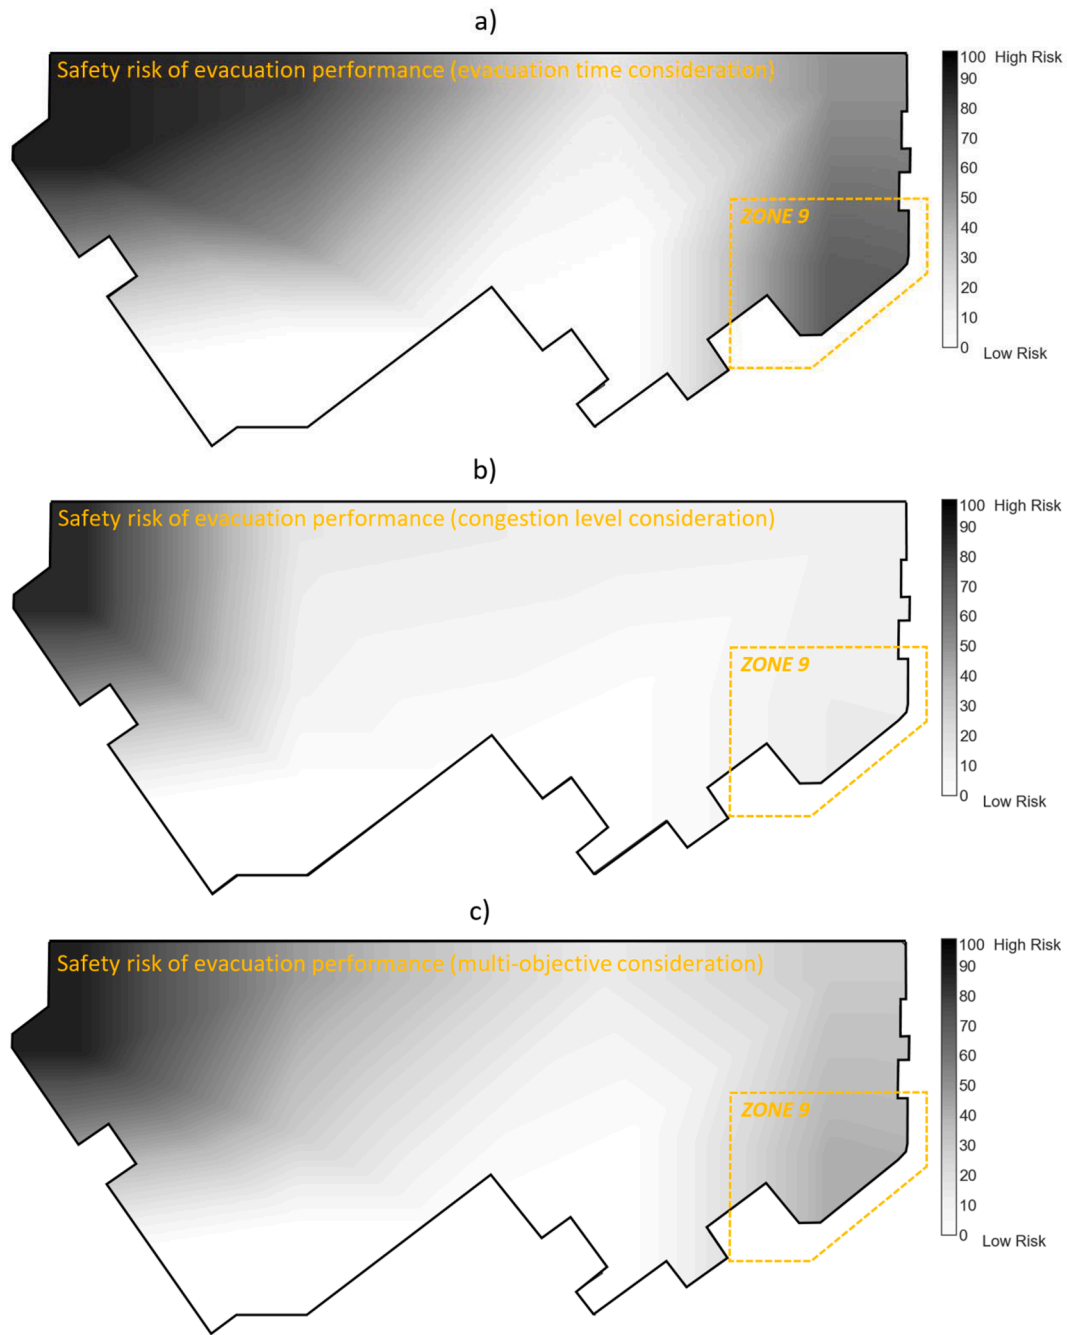 a)
Safety risk of evacuation performance (evacuation time consideration)
100 High Risk
90
80
70
60
50
40
30
20
10
0
Low Risk
ZONE 9
b)
Safety risk of evacuation performance (congestion level consideration)
100 High Risk
90
80
70
60
50
40
30
20
10
0
Low Risk
ZONE 9
c)
Safety risk of evacuation performance (multi-objective consideration)
100 High Risk
90
80
70
60
50
40
30
20
10
0
Low Risk
ZONE 9